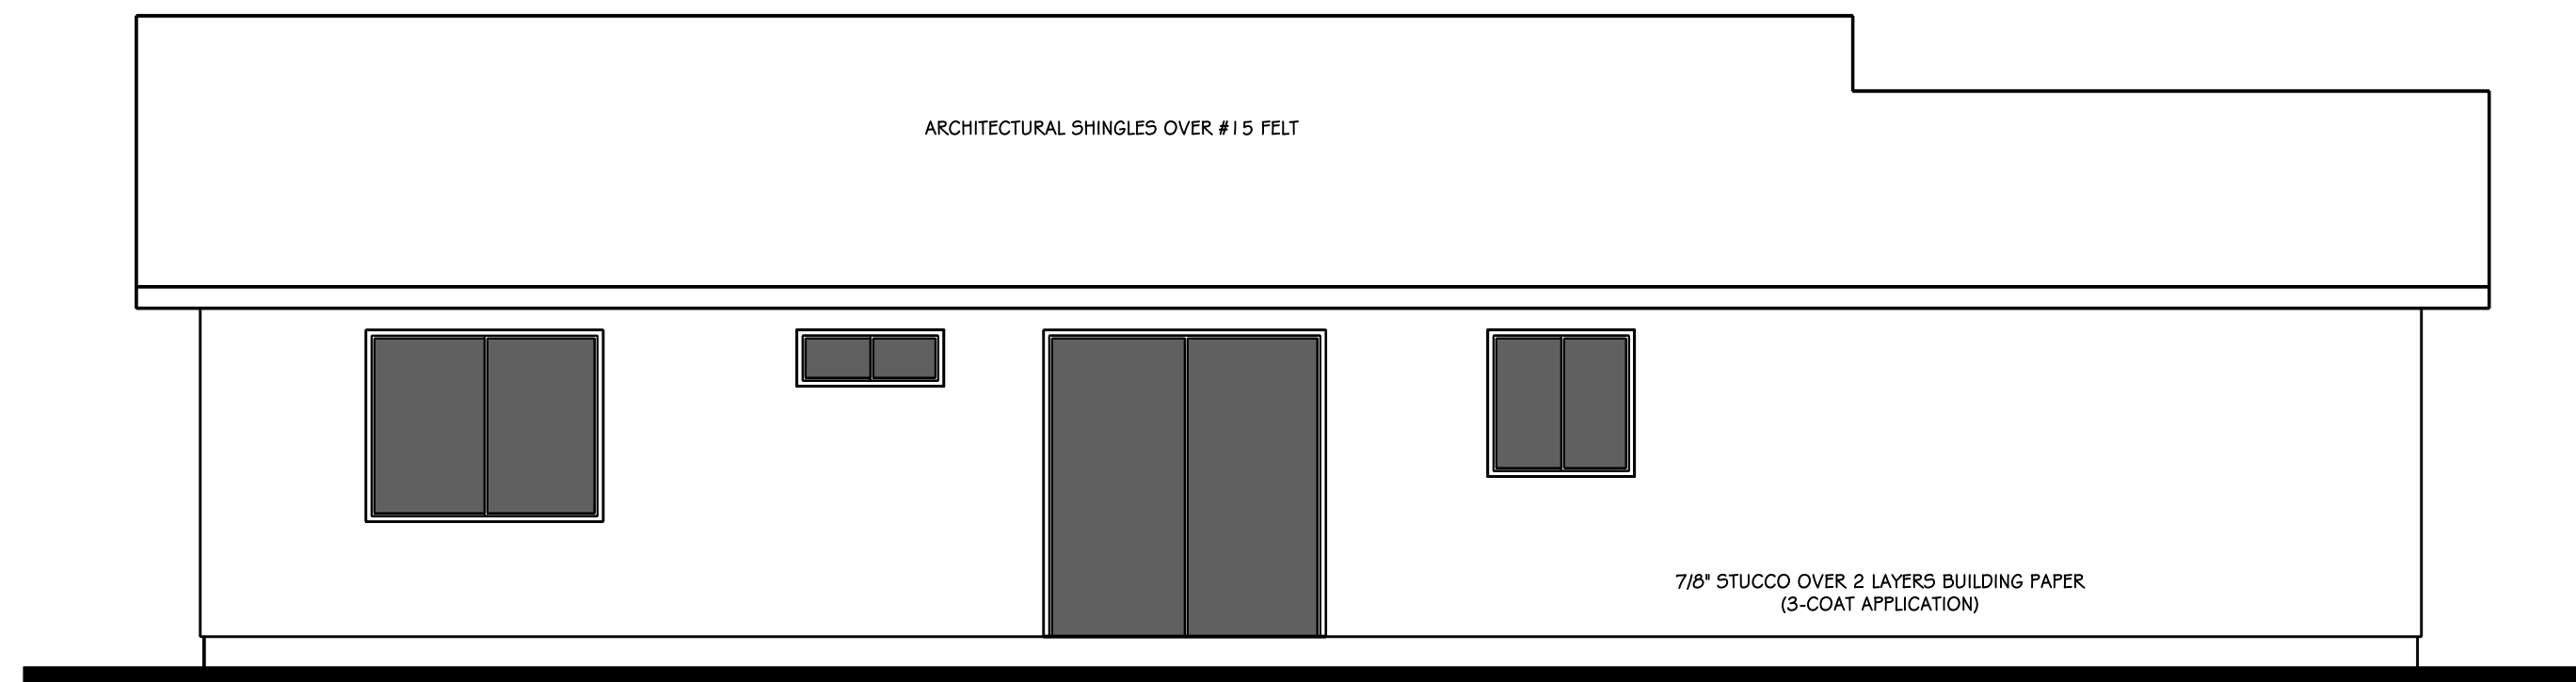 ARCHITECTURAL SHINGLES OVER #15 FELT
7/8" STUCCO OVER 2 LAYERS BUILDING PAPER
(3-COAT APPLICATION)